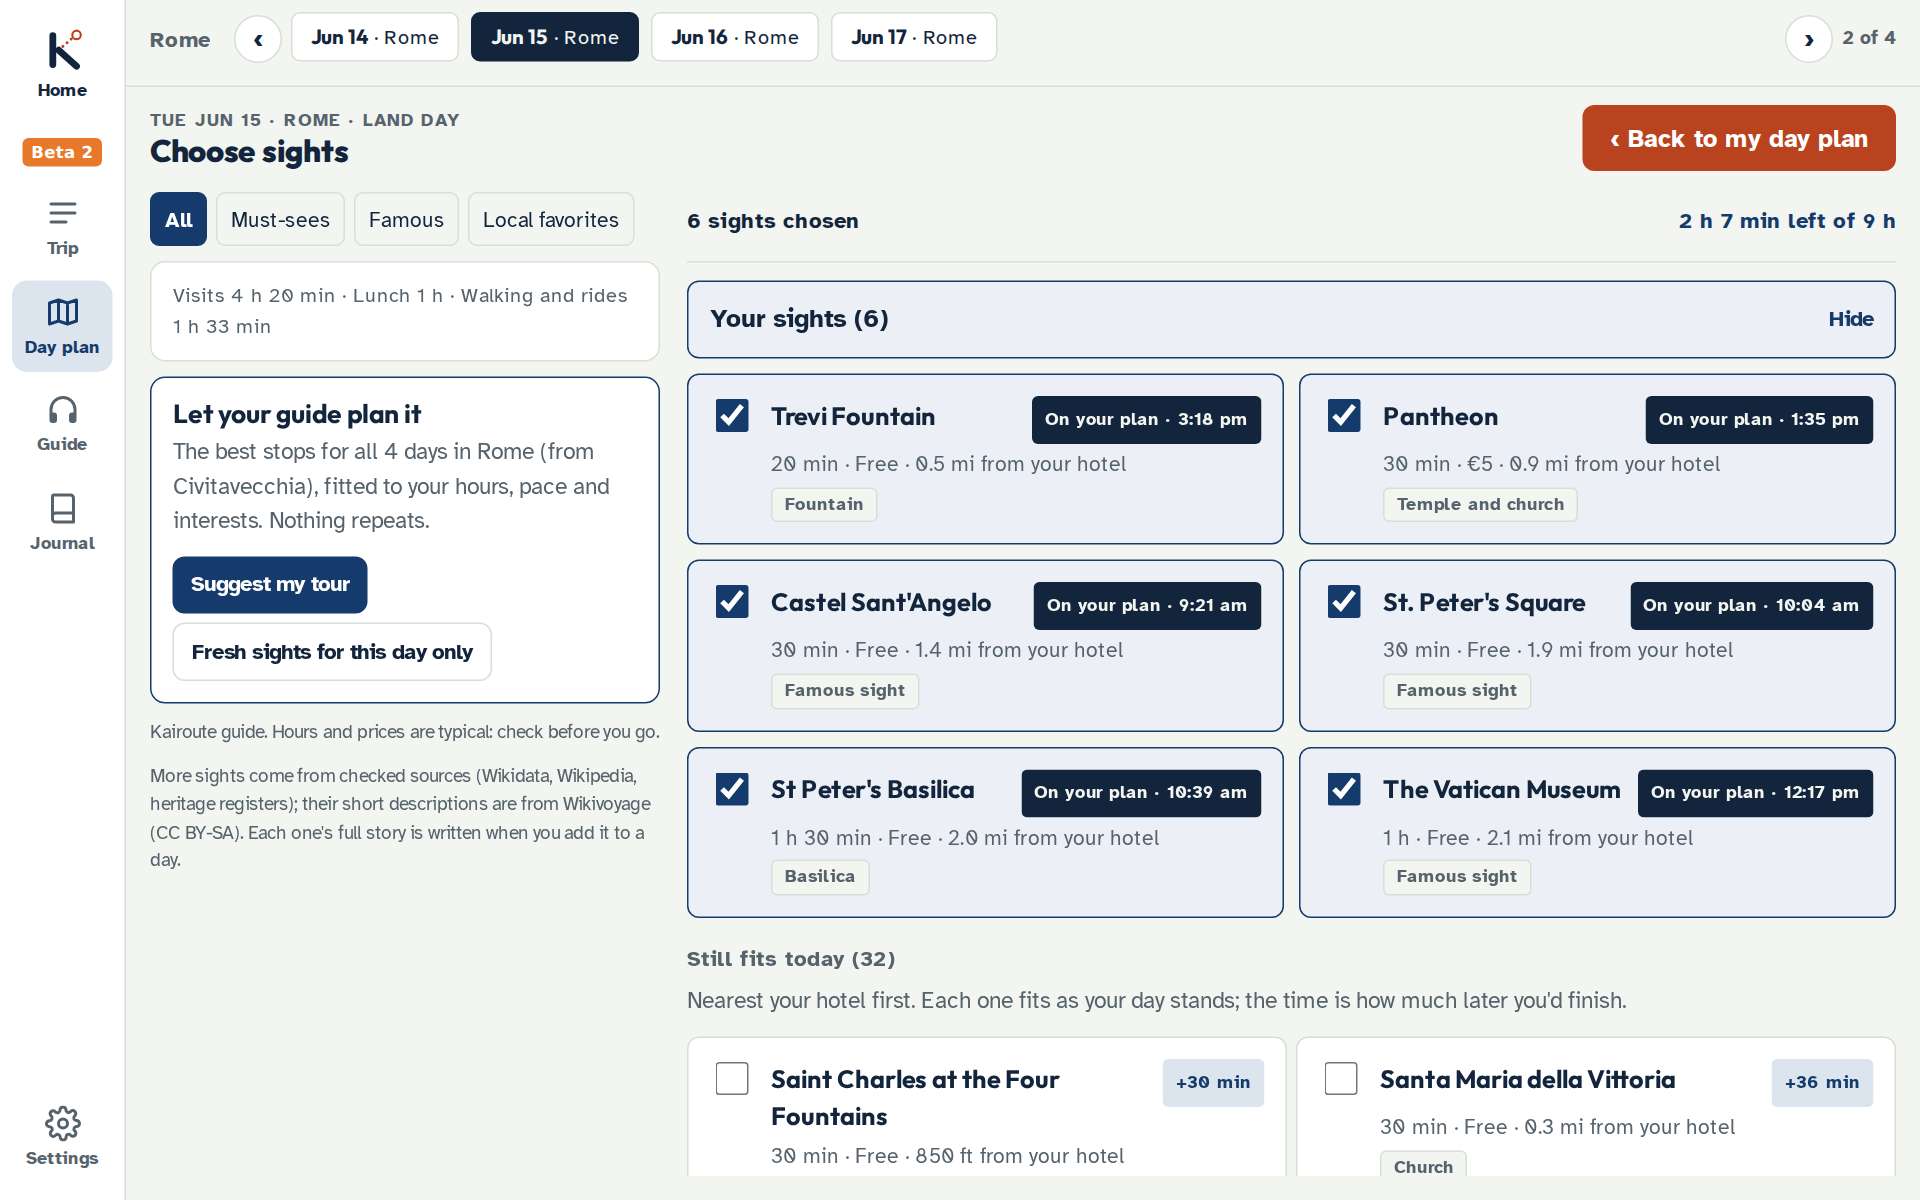 Home
Beta 2
Trip
Day plan
Guide
Journal
Settings
Rome
‹
Jun 14 · Rome
Jun 15 · Rome
Jun 16 · Rome
Jun 17 · Rome
›
2 of 4
TUE JUN 15 · ROME · LAND DAY
Choose sights
‹ Back to my day plan
All
Must-sees
Famous
Local favorites
Visits 4 h 20 min · Lunch 1 h · Walking and rides
1 h 33 min
Let your guide plan it
The best stops for all 4 days in Rome (from
Civitavecchia), fitted to your hours, pace and
interests. Nothing repeats.
Suggest my tour
Fresh sights for this day only
Kairoute guide. Hours and prices are typical: check before you go.
More sights come from checked sources (Wikidata, Wikipedia,
heritage registers); their short descriptions are from Wikivoyage
(CC BY-SA). Each one's full story is written when you add it to a
day.
6 sights chosen
2 h 7 min left of 9 h
Your sights (6)
Hide
Trevi Fountain
On your plan · 3:18 pm
20 min · Free · 0.5 mi from your hotel
Fountain
Pantheon
On your plan · 1:35 pm
30 min · €5 · 0.9 mi from your hotel
Temple and church
Castel Sant'Angelo
On your plan · 9:21 am
30 min · Free · 1.4 mi from your hotel
Famous sight
St. Peter's Square
On your plan · 10:04 am
30 min · Free · 1.9 mi from your hotel
Famous sight
St Peter's Basilica
On your plan · 10:39 am
1 h 30 min · Free · 2.0 mi from your hotel
Basilica
The Vatican Museum
On your plan · 12:17 pm
1 h · Free · 2.1 mi from your hotel
Famous sight
Still fits today (32)
Nearest your hotel first. Each one fits as your day stands; the time is how much later you'd finish.
Saint Charles at the Four
Fountains
+30 min
30 min · Free · 850 ft from your hotel
Santa Maria della Vittoria
+36 min
30 min · Free · 0.3 mi from your hotel
Church